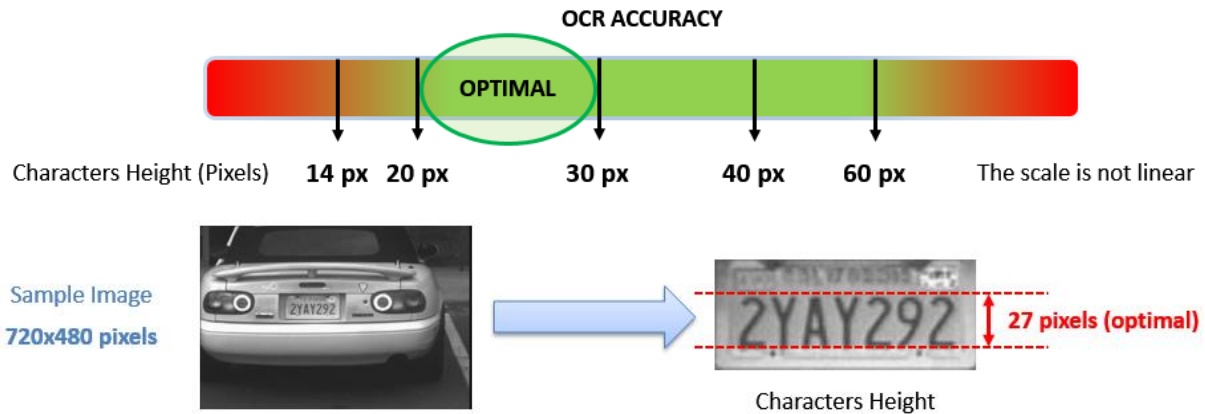 OCR ACCURACY
OPTIMAL
Characters Height (Pixels) 14 px 20 px 30 px 40 px 60 px The scale is not linear
Sample Image
720x480 pixels
2YAY292
2YAY292
27 pixels (optimal)
Characters Height